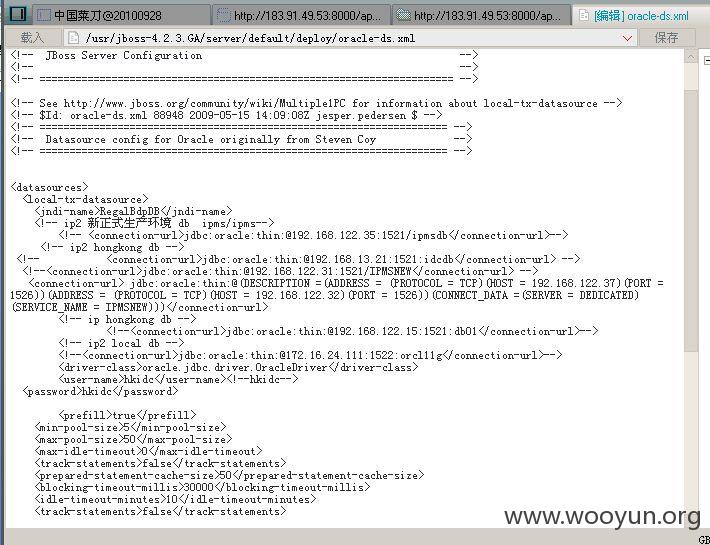 中国菜刀@20100928
http://183.91.49.53:8000/ap...
http://183.91.49.53:8000/ap...
[编辑] oracle-ds.xml
载入
/usr/jboss-4.2.3.GA/server/default/deploy/oracle-ds.xml
保存
<!-- JBoss Server Configuration -->
<!-- -->
<!-- ===================================================== -->
<!-- See http://www.jboss.org/community/wiki/Multiple1PC for information about local-tx-datasource -->
<!-- $Id: oracle-ds.xml 88948 2009-05-15 14:09:08Z jesper.pedersen $ -->
<!-- ==================================================== -->
<!-- Datasource config for Oracle originally from Steven Coy -->
<!-- ==================================================== -->
<datasources>
<local-tx-datasource>
<jndi-name>RegalBdpDB</jndi-name>
<!-- ip2 新正式生产环境 db ipms/ipms-->
<!-- <connection-url>jdbc:oracle:thin:@192.168.122.35:1521/ipmsdb</connection-url>-->
<!-- ip2 hongkong db -->
<!-- <connection-url>jdbc:oracle:thin:@192.168.13.21:1521:idcdb</connection-url> -->
<!--<connection-url>jdbc:oracle:thin:@192.168.122.31:1521/IPMSNEW</connection-url> -->
<connection-url> jdbc:oracle:thin:@(DESCRIPTION =(ADDRESS = (PROTOCOL = TCP)(HOST = 192.168.122.37)(PORT =
1526))(ADDRESS = (PROTOCOL = TCP)(HOST = 192.168.122.32)(PORT = 1526))(CONNECT_DATA =(SERVER = DEDICATED)
(SERVICE_NAME = IPMSNEW)))</connection-url>
<!-- ip hongkong db -->
<!--<connection-url>jdbc:oracle:thin:@192.168.122.15:1521:db01</connection-url>
<!-- ip2 local db -->
<!--<connection-url>jdbc:oracle:thin:@172.16.24.111:1522:orcl11g</connection-url>-->
<driver-class>oracle.jdbc.driver.OracleDriver</driver-class>
<user-name>hkidc</user-name><!--hkidc-->
<password>hkidc</password>
<prefill>true</prefill>
<min-pool-size>5</min-pool-size>
<max-pool-size>50</max-pool-size>
<max-idle-timeout>0</max-idle-timeout>
<track-statements>false</track-statements>
<prepared-statement-cache-size>50</prepared-statement-cache-size>
<blocking-timeout-millis>30000</blocking-timeout-millis>
<idle-timeout-minutes>10</idle-timeout-minutes>
<track-statements>false</track-statements>
www.wooyun.org